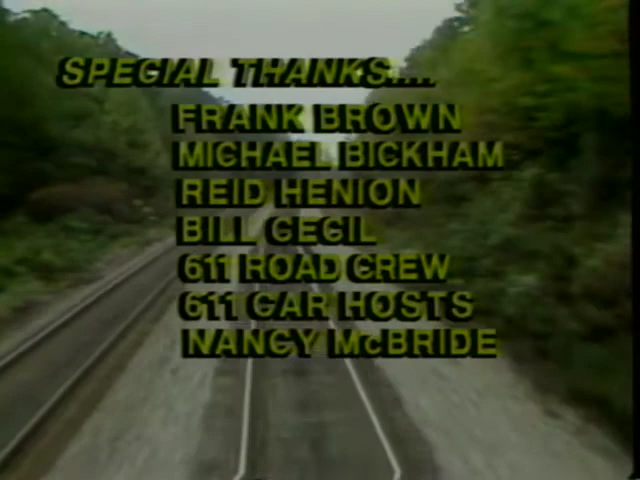 SPECIAL THANKS....
FRANK BROWN
MICHAEL BICKHAM
REID HENION
BILL CECIL
611 ROAD CREW
611 CAR HOSTS
NANCY McBRIDE